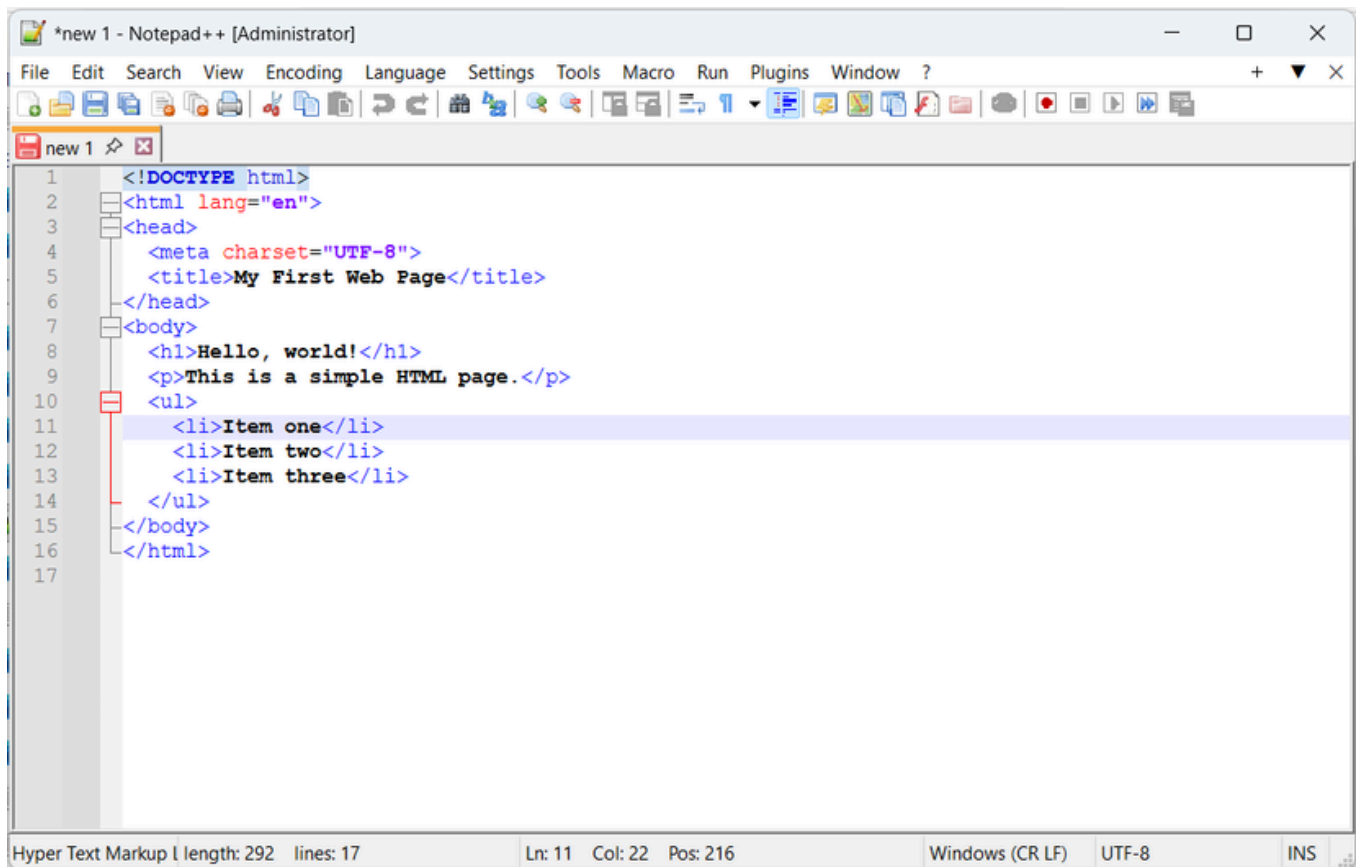 *new 1 - Notepad++ [Administrator]
File Edit Search View Encoding Language Settings Tools Macro Run Plugins Window ? + ▼ ×
new 1
1 <!DOCTYPE html>
2 <html lang="en">
3 <head>
4   <meta charset="UTF-8">
5   <title>My First Web Page</title>
6 </head>
7 <body>
8   <h1>Hello, world!</h1>
9   <p>This is a simple HTML page.</p>
10   <ul>
11     <li>Item one</li>
12     <li>Item two</li>
13     <li>Item three</li>
14   </ul>
15 </body>
16 </html>
17
Hyper Text Markup l length: 292 lines: 17 Ln: 11 Col: 22 Pos: 216 Windows (CR LF) UTF-8 INS